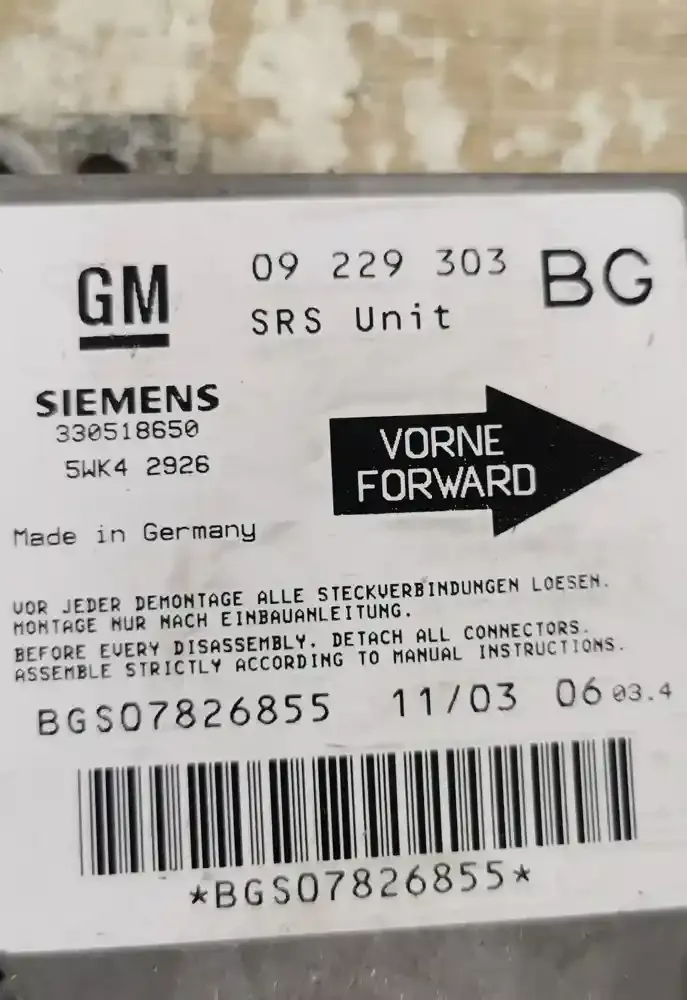 GM
09 229 303 BG
SRS Unit
SIEMENS
330518650
5WK4 2926
VORNE
FORWARD
Made in Germany
VOR JEDER DEMONTAGE ALLE STECKVERBINDUNGEN LOESEN.
MONTAGE NUR NACH EINBAUANLEITUNG.
BEFORE EVERY DISASSEMBLY, DETACH ALL CONNECTORS.
ASSEMBLE STRICTLY ACCORDING TO MANUAL INSTRUCTIONS.
BGS07826855 11/03 06 03.4
*BGS07826855*